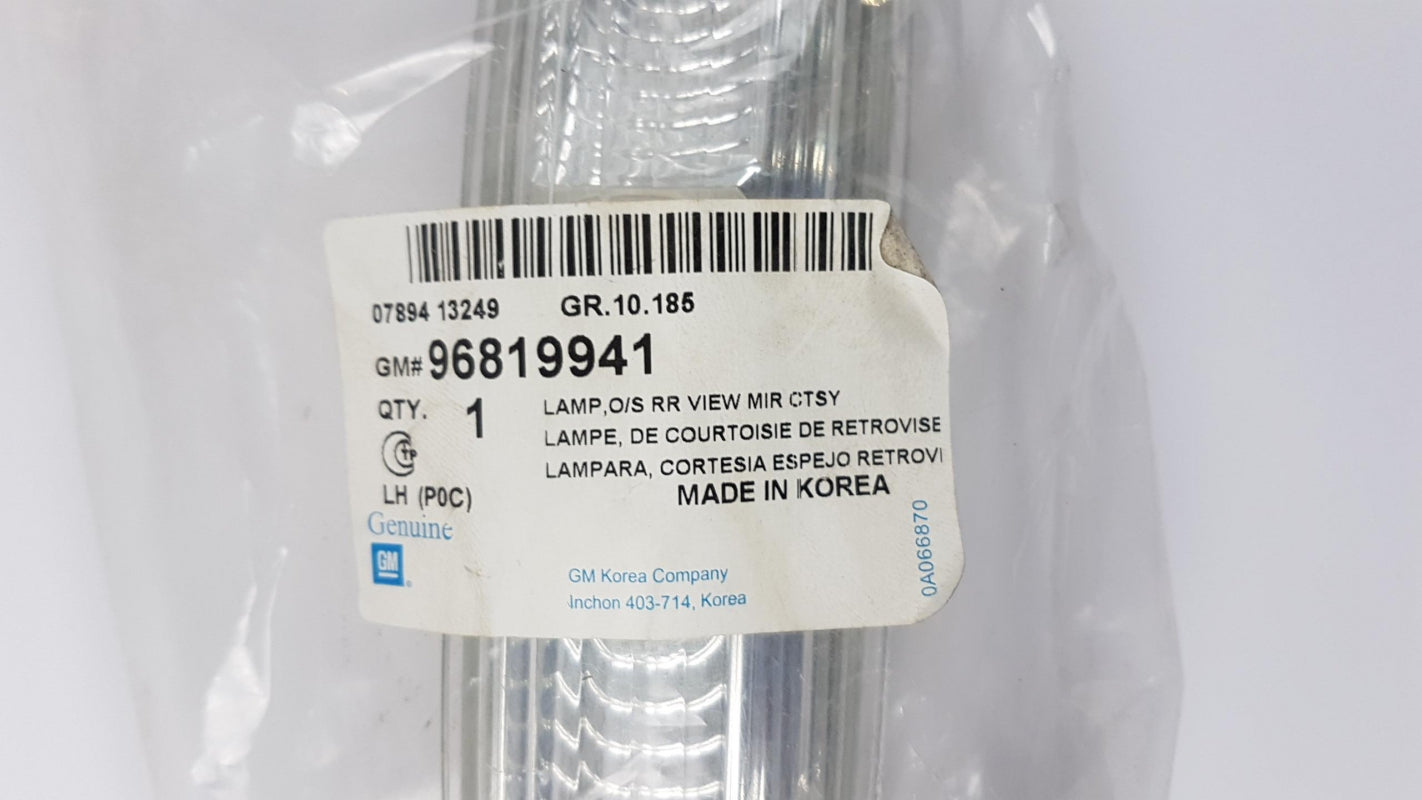 07894 13249 GR.10.185
GM# 96819941
QTY. 1 LAMP,O/S RR VIEW MIR CTSY
LAMPE, DE COURTOISIE DE RETROVISE
LAMPARA, CORTESIA ESPEJO RETROVI
MADE IN KOREA
LH (P0C)
Genuine
GM
GM Korea Company
Inchon 403-714, Korea
0A066870